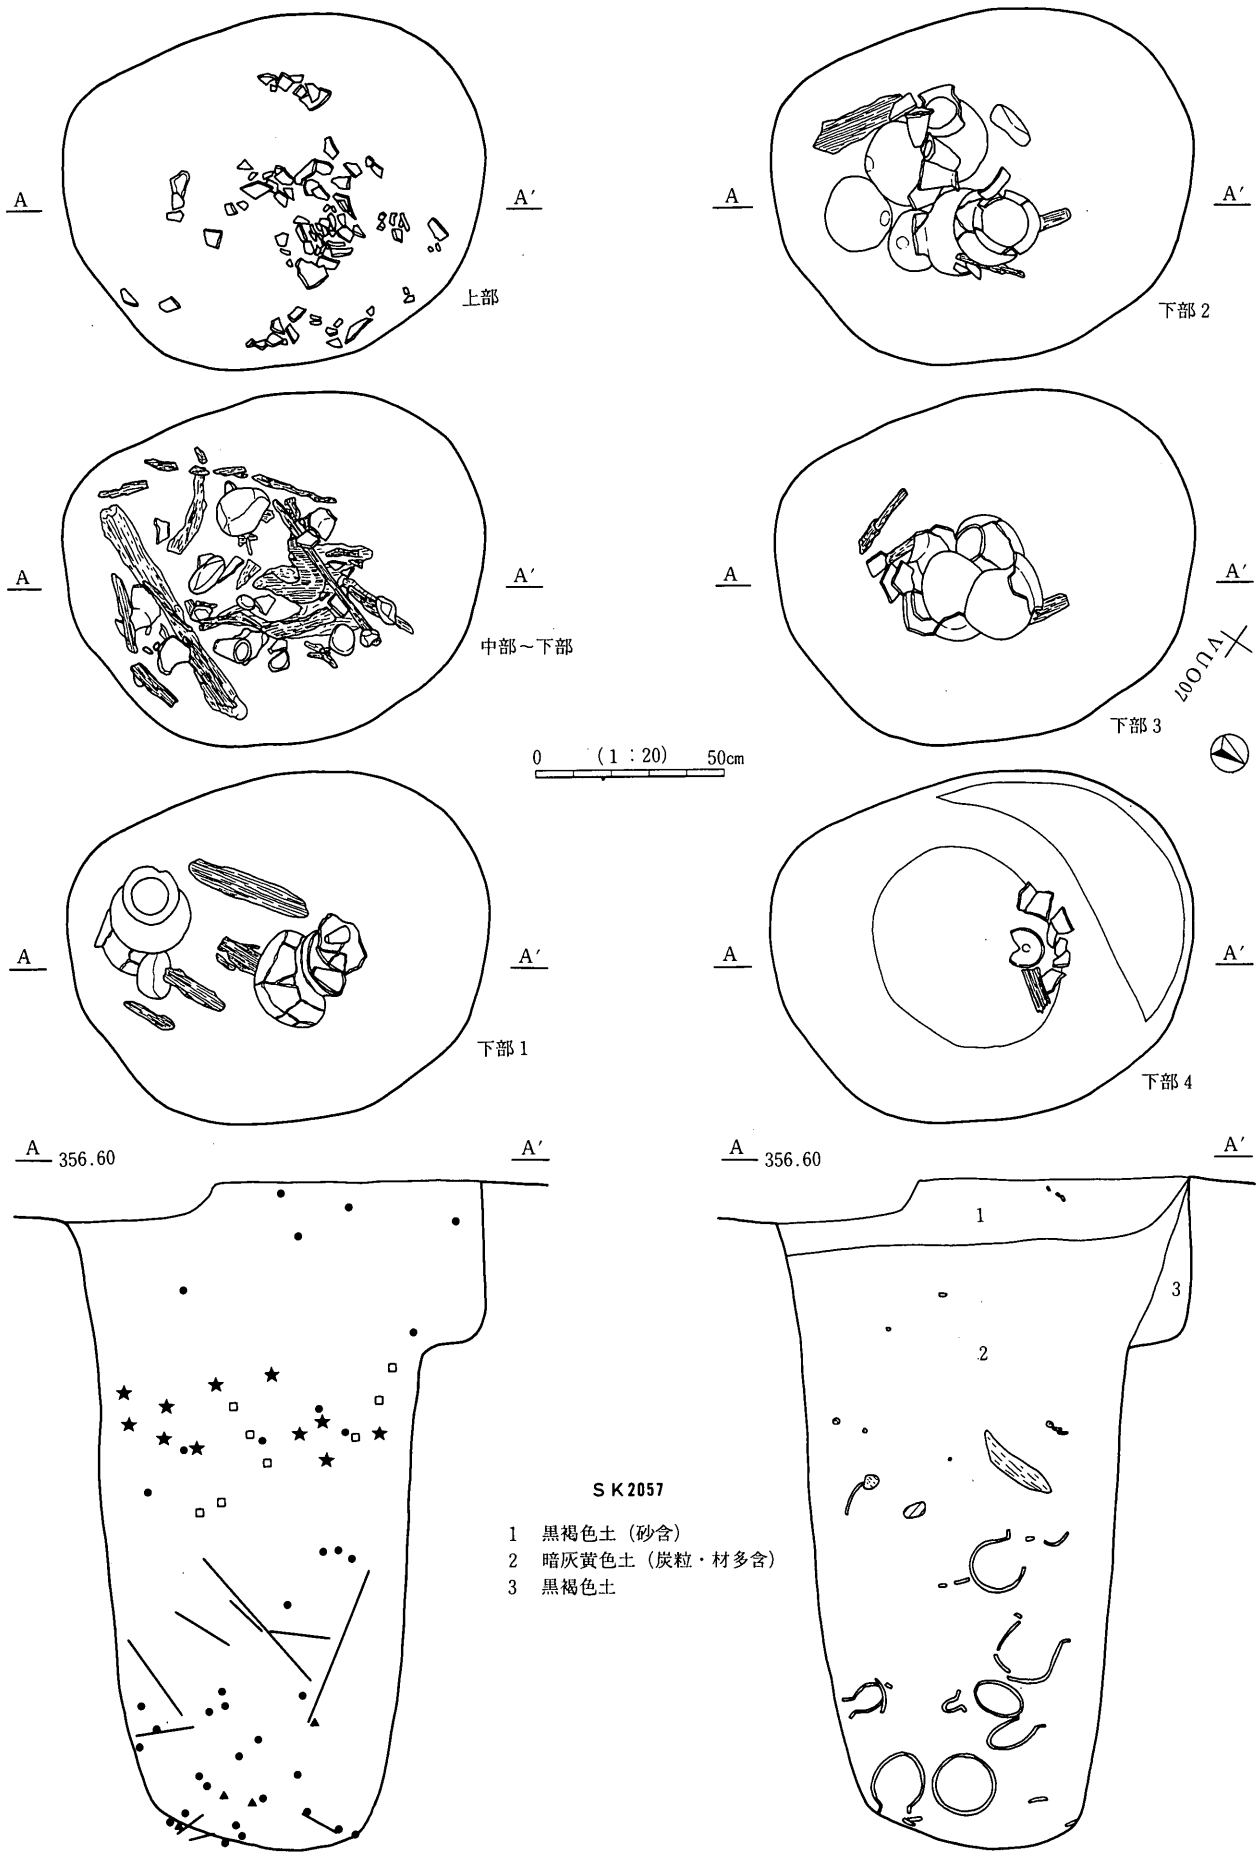 A A′
上部
A A′
下部 2
A A′
中部～下部
A A′
下部 3
VUO07
0 (1：20) 50cm
A A′
下部 1
A A′
下部 4
A 356.60 A′
A 356.60 A′
1
2
3
SK2057
1 黒褐色土（砂含）
2 暗灰黄色土（炭粒・材多含）
3 黒褐色土